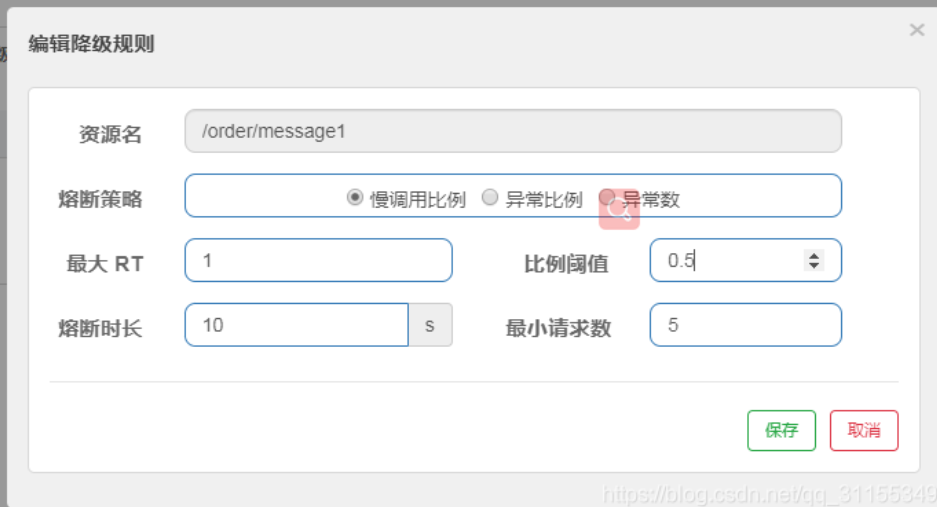 编辑降级规则
×
资源名 /order/message1
熔断策略 慢调用比例 异常比例 异常数
最大 RT 1 比例阈值 0.5
熔断时长 10 s 最小请求数 5
保存 取消
https://blog.csdn.net/qq_31155349